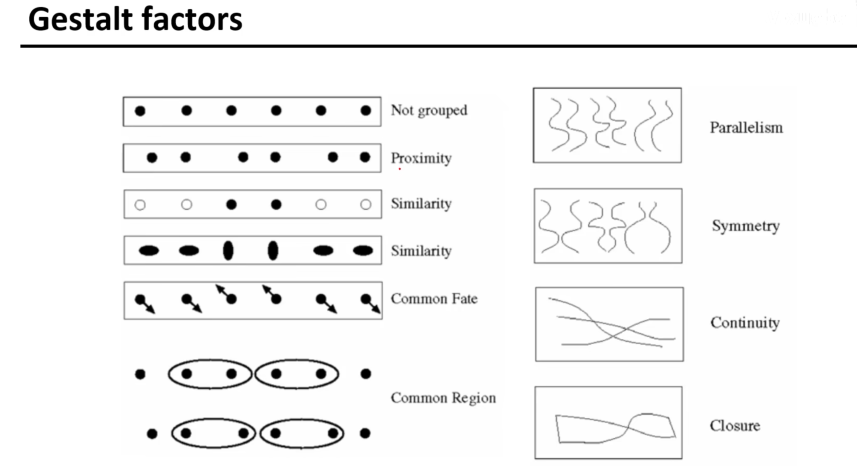 Gestalt factors
Not grouped
Proximity
Similarity
Similarity
Common Fate
Common Region
Parallelism
Symmetry
Continuity
Closure